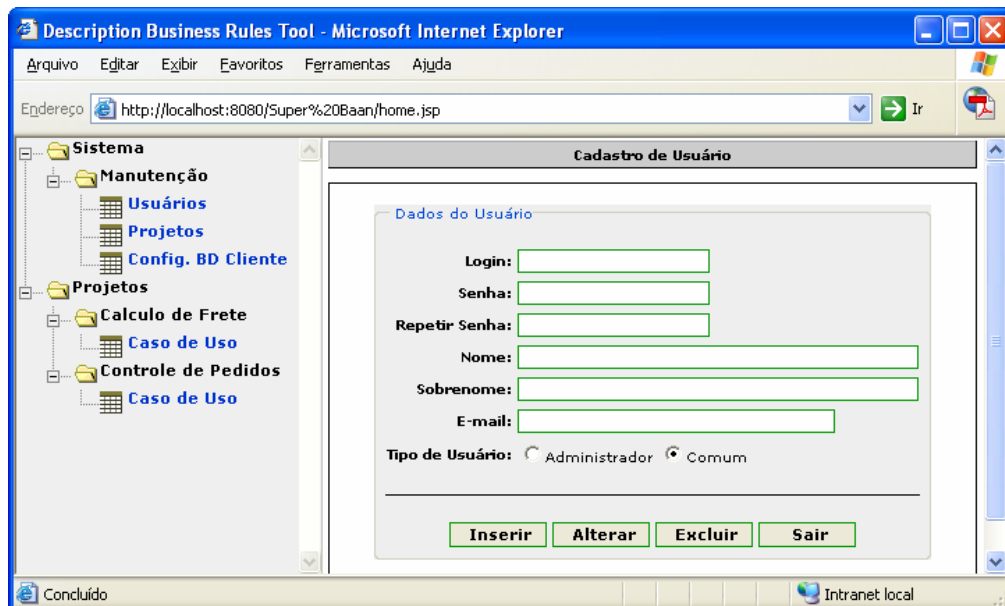 Description Business Rules Tool - Microsoft Internet Explorer
Arquivo Editar Exibir Favoritos Ferramentas Ajuda
Endereço http://localhost:8080/Super%20Baan/home.jsp Ir
Sistema
Manutenção
Usuários
Projetos
Config. BD Cliente
Projetos
Calculo de Frete
Caso de Uso
Controle de Pedidos
Caso de Uso
Cadastro de Usuário
Dados do Usuário
Login:
Senha:
Repetir Senha:
Nome:
Sobrenome:
E-mail:
Tipo de Usuário: Administrador Comum
Inserir Alterar Excluir Sair
Concluído Intranet local